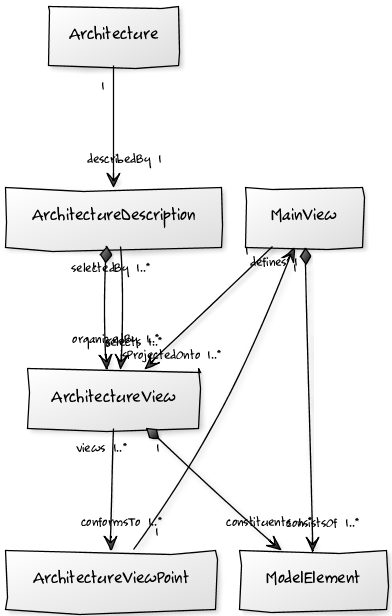 Architecture
1
describedBy 1
ArchitectureDescription
MainView
selectedBy 1..*
1
defines 1
organizedBy 1..*
selects 1..*
isProjectedOnto 1..*
ArchitectureView
views 1..*
1
conformsTo 1..*
constituents
consistsOf 1..*
1
ArchitectureViewPoint
ModelElement